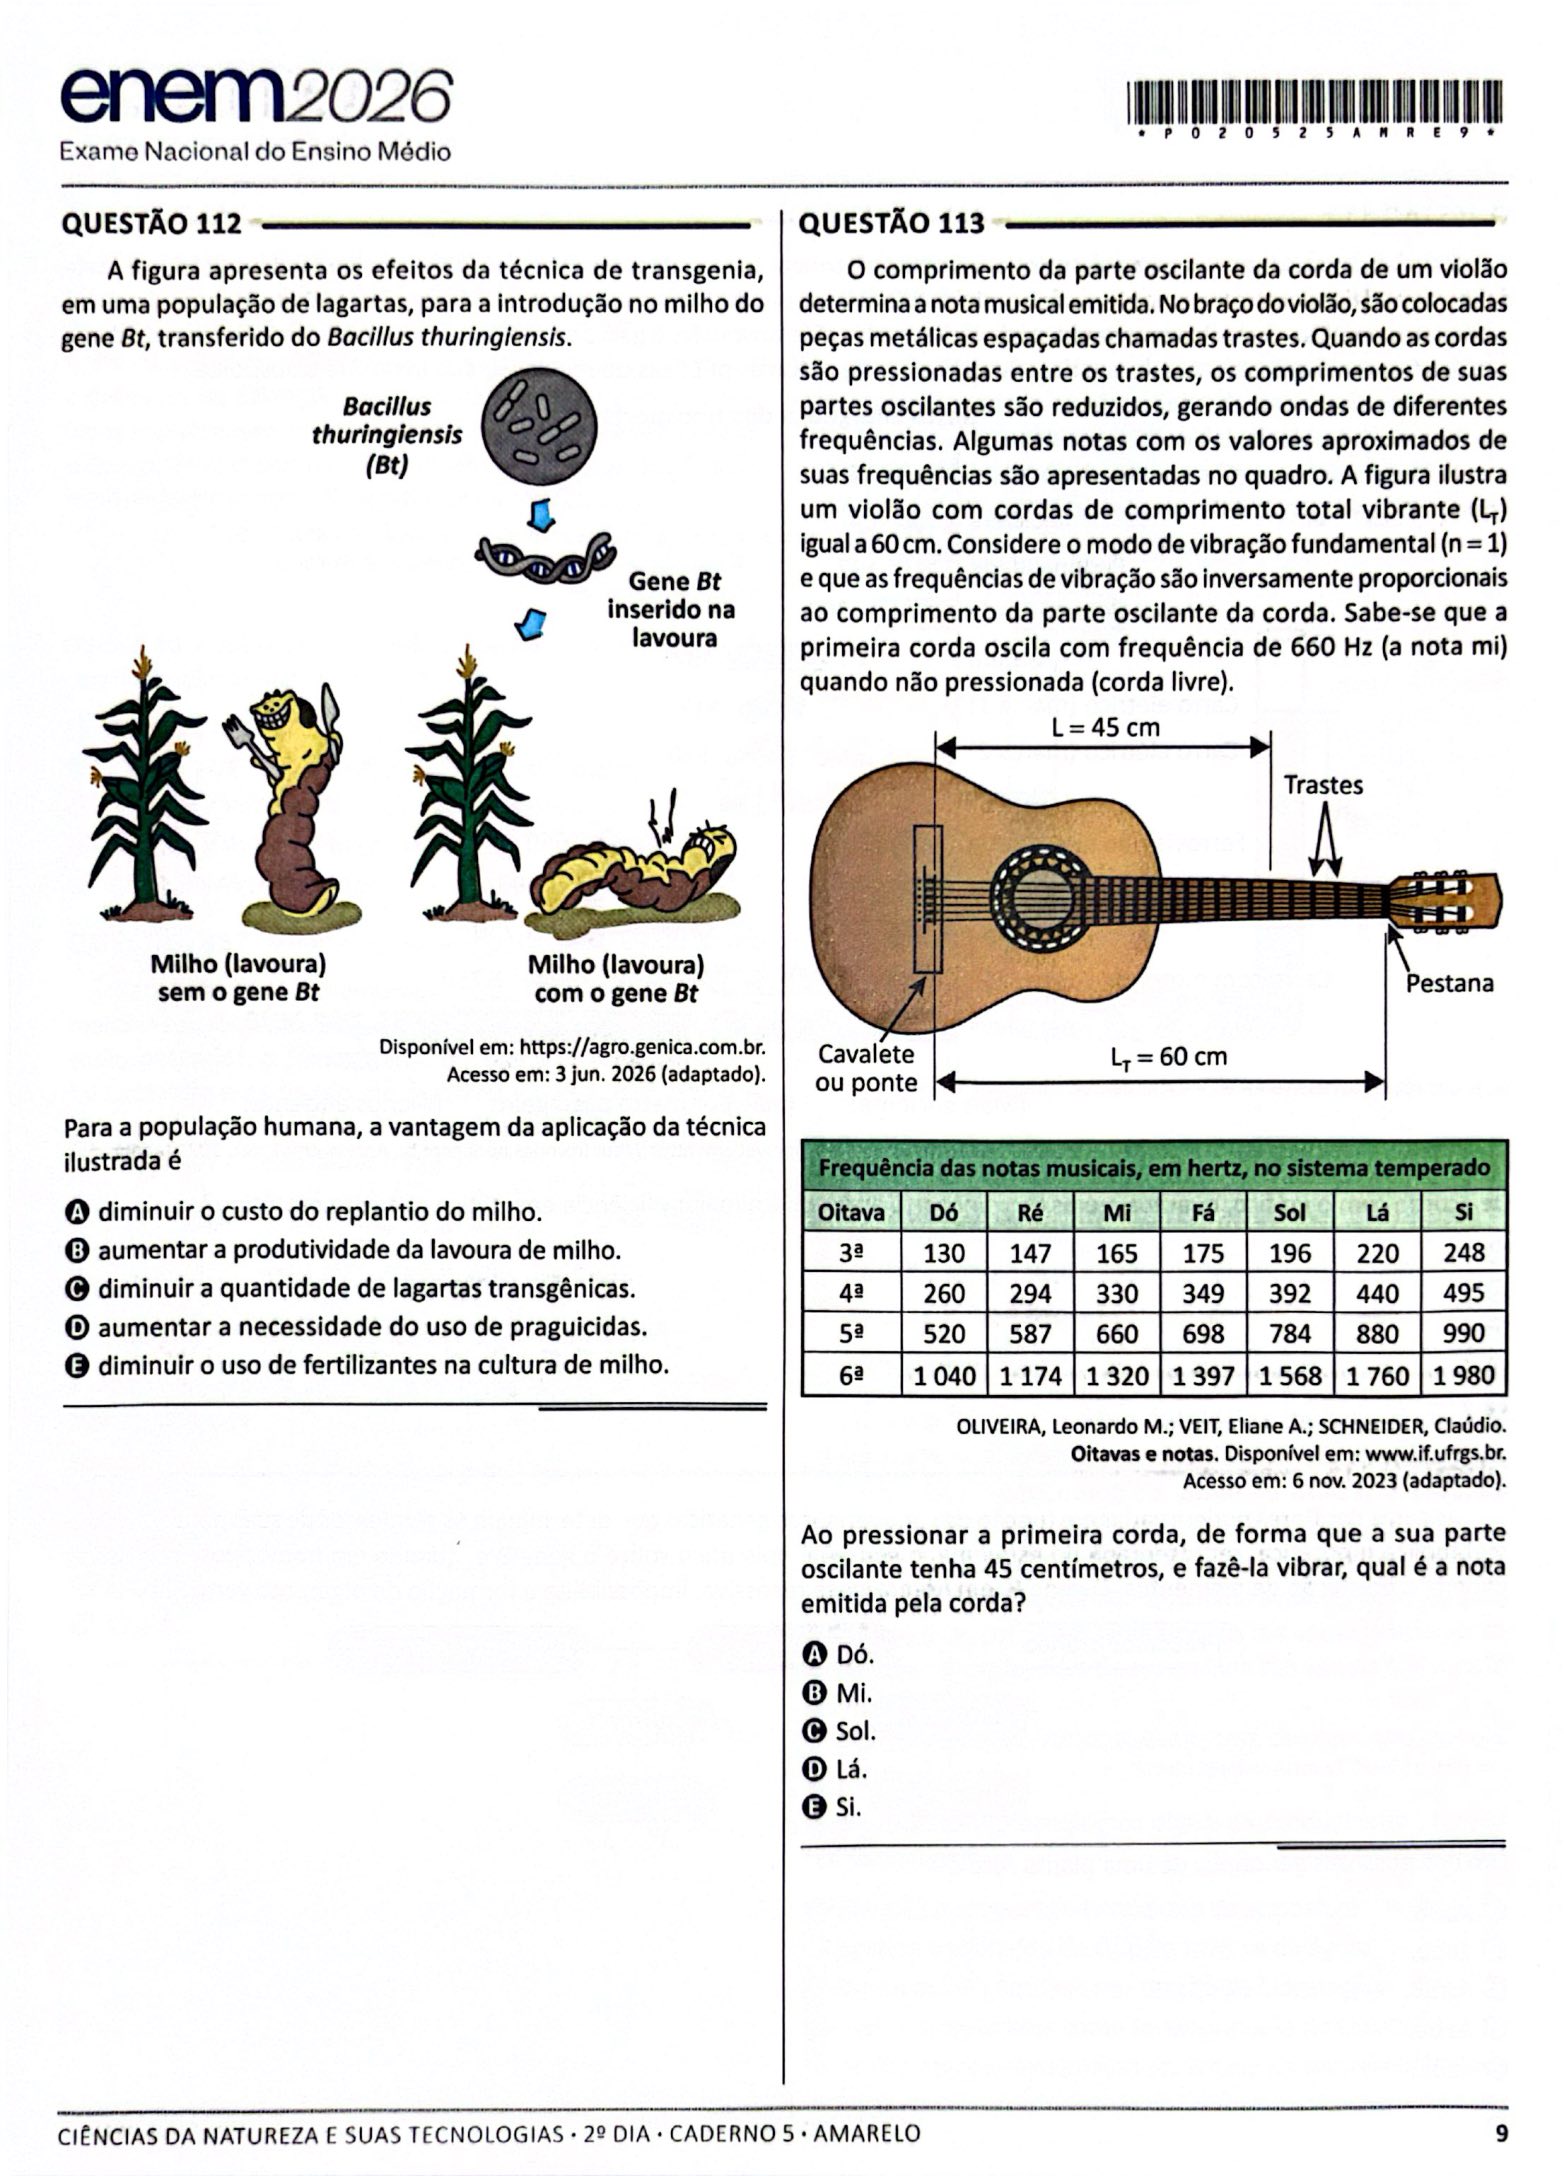 enem2026
Exame Nacional do Ensino Médio
* P 0 2 0 5 2 5 A M R E 9 *
QUESTÃO 112
A figura apresenta os efeitos da técnica de transgenia,
em uma população de lagartas, para a introdução no milho do
gene Bt, transferido do Bacillus thuringiensis.
Bacillus
thuringiensis
(Bt)
Gene Bt
inserido na
lavoura
Milho (lavoura)
sem o gene Bt
Milho (lavoura)
com o gene Bt
Disponível em: https://agro.genica.com.br.
Acesso em: 3 jun. 2026 (adaptado).
Para a população humana, a vantagem da aplicação da técnica
ilustrada é
A diminuir o custo do replantio do milho.
B aumentar a produtividade da lavoura de milho.
C diminuir a quantidade de lagartas transgênicas.
D aumentar a necessidade do uso de praguicidas.
E diminuir o uso de fertilizantes na cultura de milho.
QUESTÃO 113
O comprimento da parte oscilante da corda de um violão
determina a nota musical emitida. No braço do violão, são colocadas
peças metálicas espaçadas chamadas trastes. Quando as cordas
são pressionadas entre os trastes, os comprimentos de suas
partes oscilantes são reduzidos, gerando ondas de diferentes
frequências. Algumas notas com os valores aproximados de
suas frequências são apresentadas no quadro. A figura ilustra
um violão com cordas de comprimento total vibrante (LT)
igual a 60 cm. Considere o modo de vibração fundamental (n = 1)
e que as frequências de vibração são inversamente proporcionais
ao comprimento da parte oscilante da corda. Sabe-se que a
primeira corda oscila com frequência de 660 Hz (a nota mi)
quando não pressionada (corda livre).
L = 45 cm
Trastes
Pestana
Cavalete
ou ponte
LT = 60 cm
Frequência das notas musicais, em hertz, no sistema temperado
Oitava Dó Ré Mi Fá Sol Lá Si
3ª 130 147 165 175 196 220 248
4ª 260 294 330 349 392 440 495
5ª 520 587 660 698 784 880 990
6ª 1 040 1 174 1 320 1 397 1 568 1 760 1 980
OLIVEIRA, Leonardo M.; VEIT, Eliane A.; SCHNEIDER, Claúdio.
Oitavas e notas. Disponível em: www.if.ufrgs.br.
Acesso em: 6 nov. 2023 (adaptado).
Ao pressionar a primeira corda, de forma que a sua parte
oscilante tenha 45 centímetros, e fazê-la vibrar, qual é a nota
emitida pela corda?
A Dó.
B Mi.
C Sol.
D Lá.
E Si.
CIÊNCIAS DA NATUREZA E SUAS TECNOLOGIAS • 2º DIA • CADERNO 5 • AMARELO
9